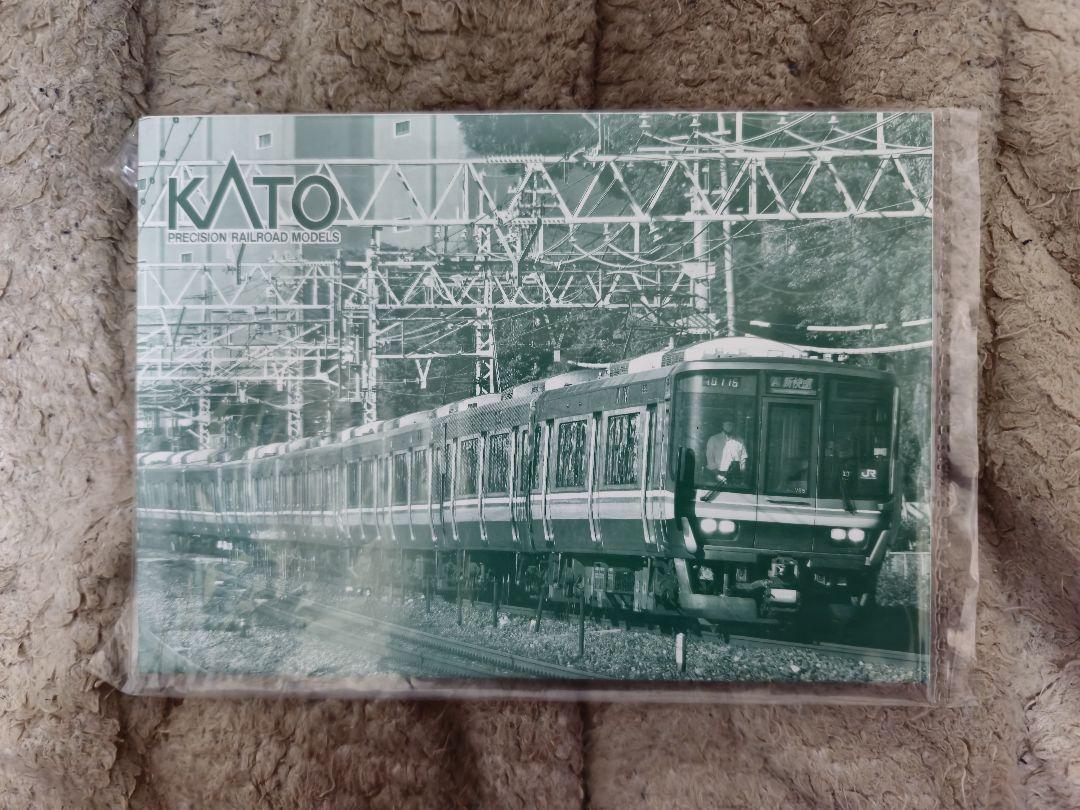 KATO
PRECISION RAILROAD MODELS
新快速
JR